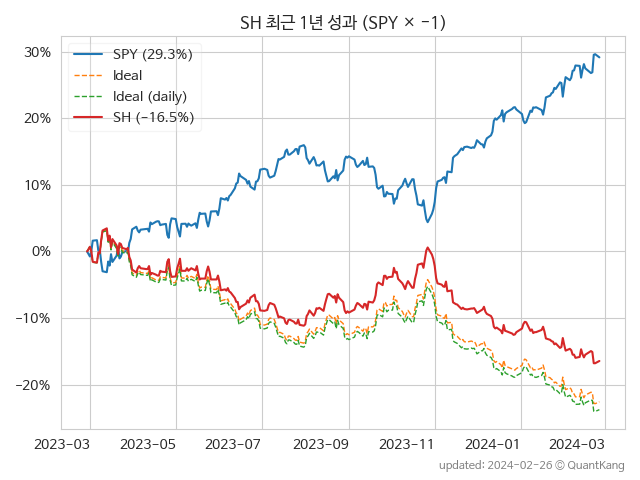 SH 최근 1년 성과 (SPY × −1)
SPY (29.3%)
Ideal
Ideal (daily)
SH (−16.5%)
30%
20%
10%
0%
−10%
−20%
2023-03
2023-05
2023-07
2023-09
2023-11
2024-01
2024-03
updated: 2024-02-26 © QuantKang